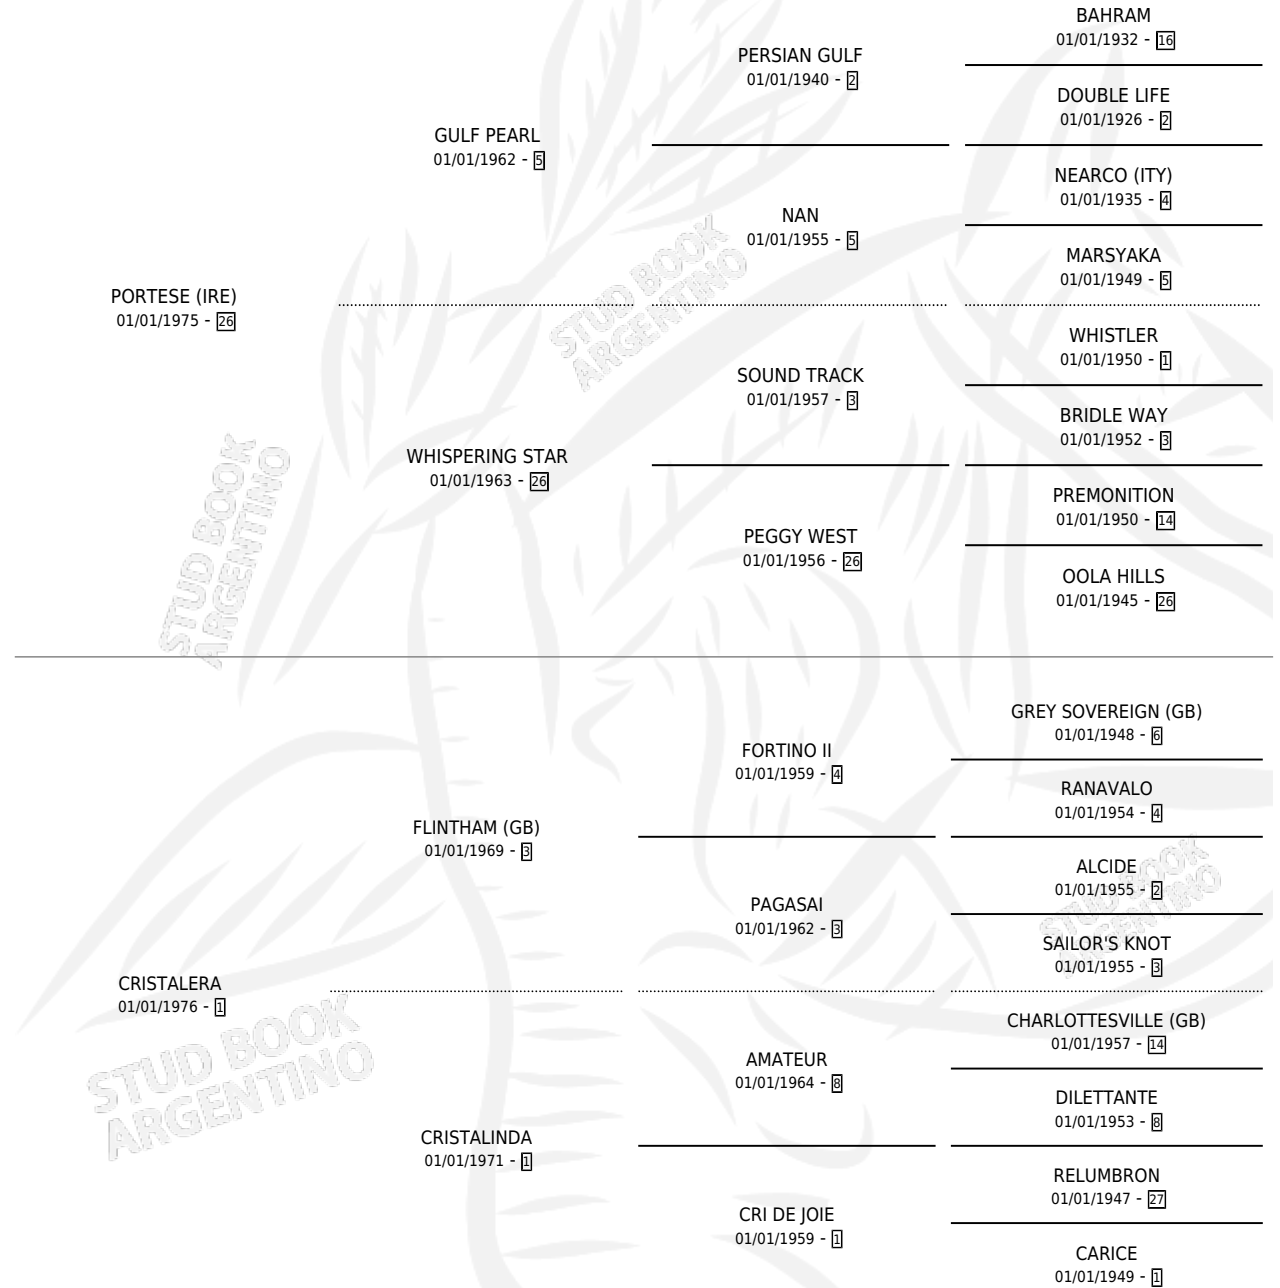 BAHRAM
01/01/1932 - 16
PERSIAN GULF
01/01/1940 - 2
DOUBLE LIFE
01/01/1926 - 2
GULF PEARL
01/01/1962 - 5
NEARCO (ITY)
01/01/1935 - 4
NAN
01/01/1955 - 5
MARSYAKA
01/01/1949 - 5
PORTESE (IRE)
01/01/1975 - 26
WHISTLER
01/01/1950 - 1
SOUND TRACK
01/01/1957 - 3
BRIDLE WAY
01/01/1952 - 3
WHISPERING STAR
01/01/1963 - 26
PREMONITION
01/01/1950 - 14
PEGGY WEST
01/01/1956 - 26
OOLA HILLS
01/01/1945 - 26
GREY SOVEREIGN (GB)
01/01/1948 - 6
FORTINO II
01/01/1959 - 4
RANAVALO
01/01/1954 - 4
FLINTHAM (GB)
01/01/1969 - 3
ALCIDE
01/01/1955 - 2
PAGASAI
01/01/1962 - 3
SAILOR'S KNOT
01/01/1955 - 3
CRISTALERA
01/01/1976 - 1
CHARLOTTESVILLE (GB)
01/01/1957 - 14
AMATEUR
01/01/1964 - 8
DILETTANTE
01/01/1953 - 8
CRISTALINDA
01/01/1971 - 1
RELUMBRON
01/01/1947 - 27
CRI DE JOIE
01/01/1959 - 1
CARICE
01/01/1949 - 1
STUD BOOK
ARGENTINO
STUD BOOK
ARGENTINO
STUD BOOK
ARGENTINO
STUD BOOK
ARGENTINO